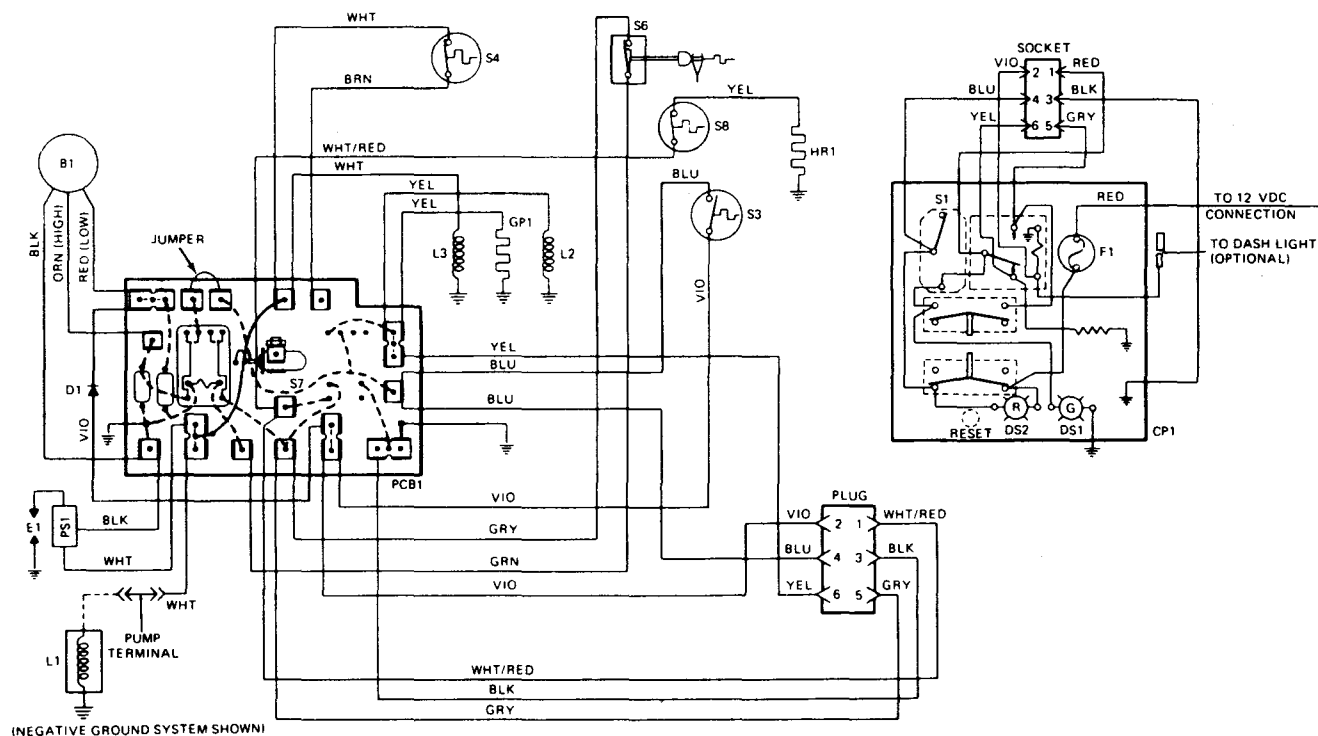 WHT
S4
BRN
S6
YEL
S8
HR1
WHT/RED
WHT
BLU
YEL
YEL
GP1
L3
L2
S3
VIO
B1
BLK
ORN (HIGH)
RED (LOW)
JUMPER
D1
VIO
S7
YEL
BLU
BLU
PCB1
VIO
GRY
GRN
VIO
E1
PS1
BLK
WHT
WHT
PUMP
TERMINAL
L1
(NEGATIVE GROUND SYSTEM SHOWN)
WHT/RED
BLK
GRY
PLUG
VIO 2 1 WHT/RED
BLU 4 3 BLK
YEL 6 5 GRY
SOCKET
VIO 2 1 RED
BLU 4 3 BLK
YEL 6 5 GRY
S1
RED
F1
TO 12 VDC
CONNECTION
TO DASH LIGHT
(OPTIONAL)
R
G
RESET
DS2
DS1
CP1